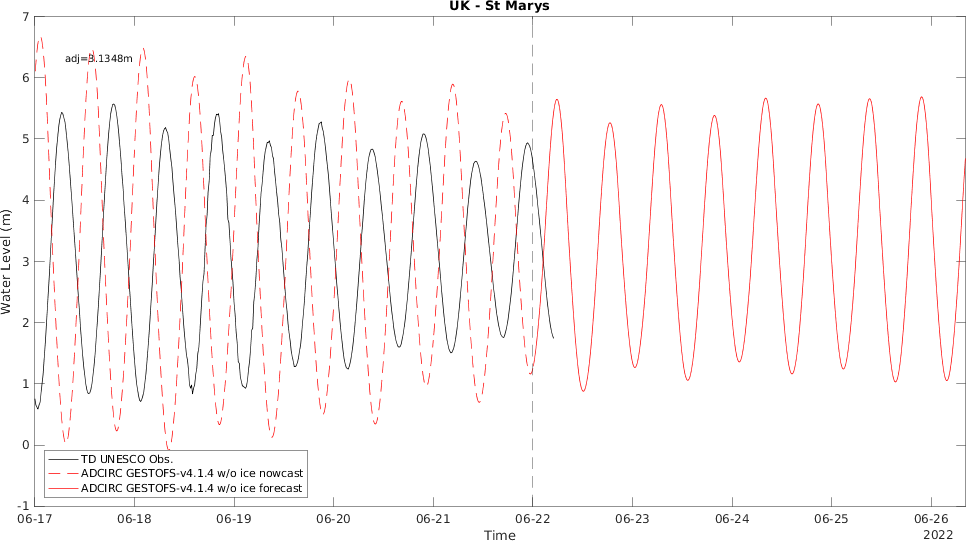 UK - St Marys
adj=3.1348m
Water Level (m)
7
6
5
4
3
2
1
0
-1
TD UNESCO Obs.
ADCIRC GESTOFS-v4.1.4 w/o ice nowcast
ADCIRC GESTOFS-v4.1.4 w/o ice forecast
06-17 06-18 06-19 06-20 06-21 06-22 06-23 06-24 06-25 06-26
2022
Time